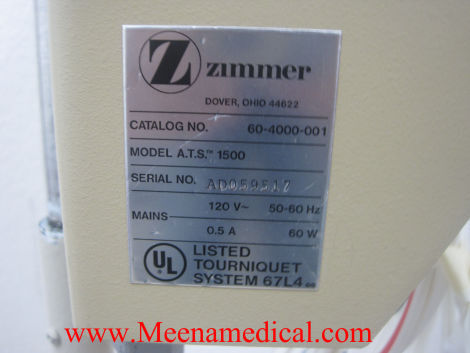 Z zimmer
DOVER, OHIO 44622
CATALOG NO. 60-4000-001
MODEL A.T.S.™ 1500
SERIAL NO. AD059517
120 V~ 50-60 Hz
MAINS
0.5 A 60 W
UL LISTED
TOURNIQUET
SYSTEM 67L4
www.Meenamedical.com